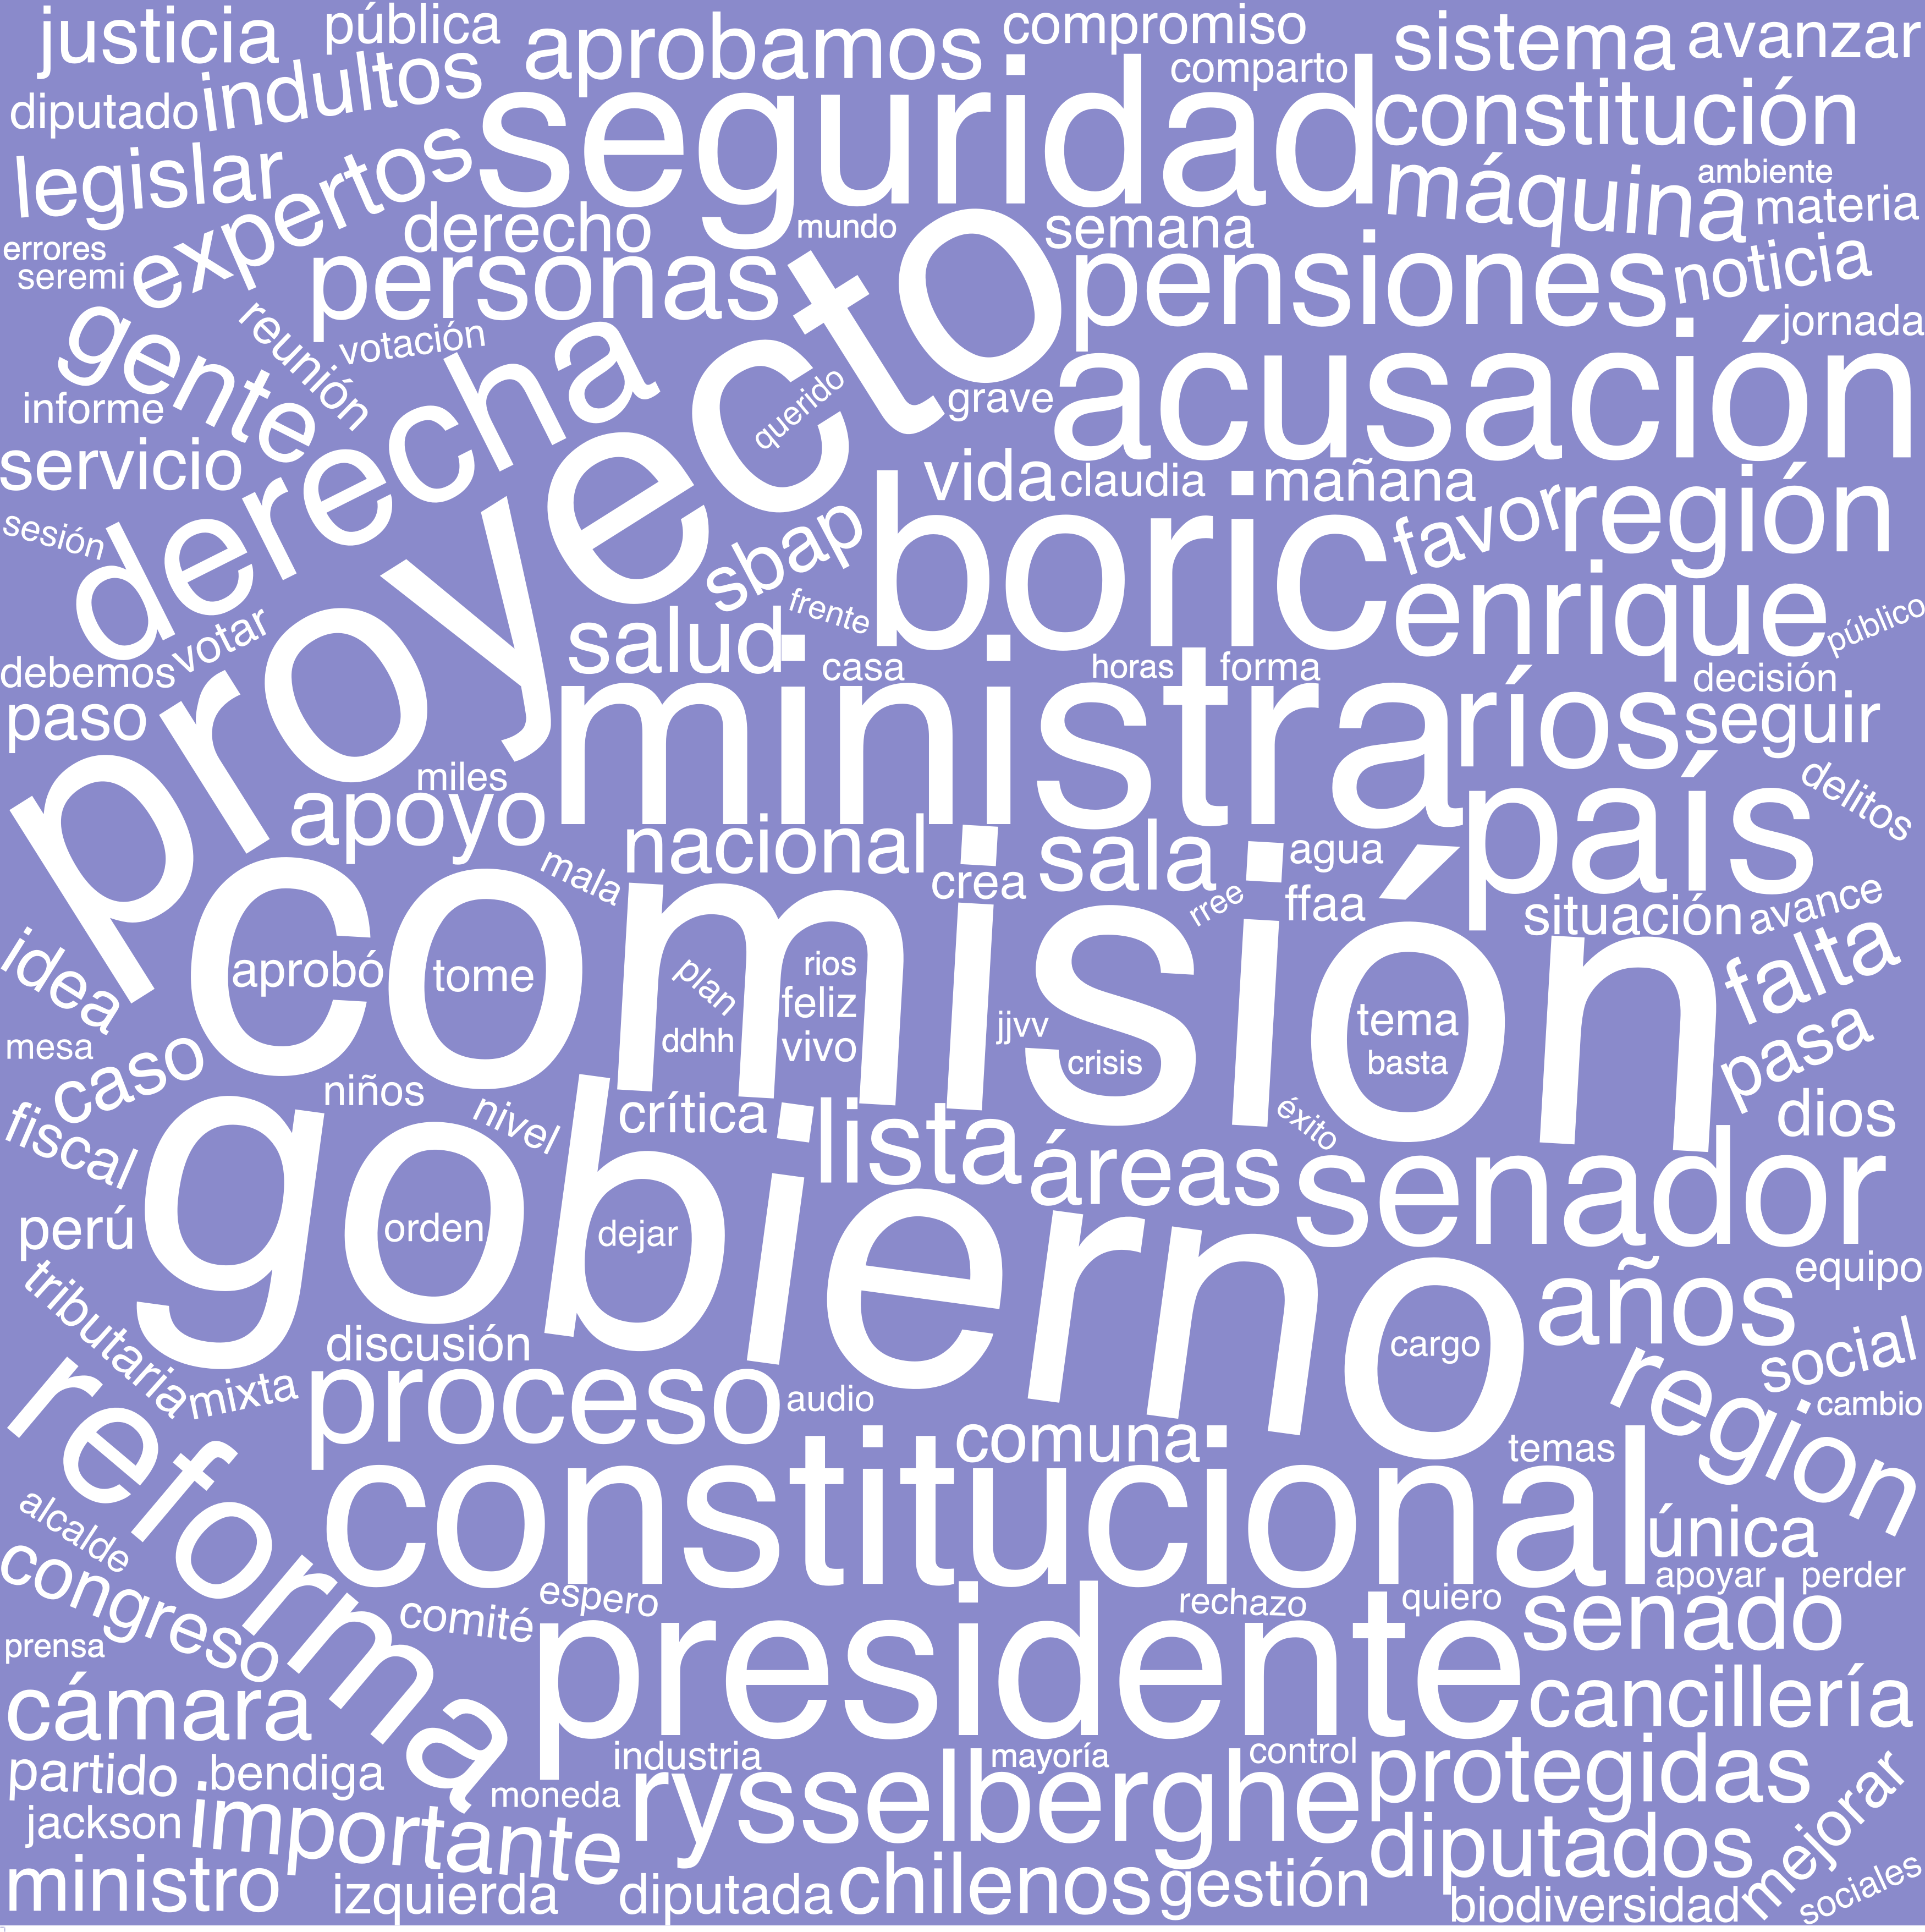 justicia
pública
aprobamos
compromiso
sistema
avanzar
diputado
indultos
seguridad
comparto
constitución
legislar
expertos
derecho
mundo
semana
máquina
ambiente
materia
errores
seremi
personas
proyecto
pensiones
noticia
gente
reunión
votación
derecha
querido
grave
acusación
jornada
informe
servicio
vida
claudia
mañana
favor
región
sesión
sbap
boric
enrique
público
votar
salud
frente
debemos
casa
horas
forma
ríos
decisión
paso
ministra
seguir
miles
apoyo
país
delitos
nacional
mala
crea
sala
agua
rree
ffaa
situación
avance
idea
comisión
falta
aprobó
tome
plan
rios
feliz
ddhh
vivo
jjvv
crisis
tema
basta
mesa
caso
pasa
niños
nivel
crítica
éxito
dios
fiscal
gobierno
lista
áreas
senador
perú
orden
dejar
años
equipo
tributaria
discusión
cargo
social
mixta
proceso
audio
region
cambio
reforma
comuna
temas
constitucional
alcalde
única
congreso
espero
rechazo
quiero
apoyar
perder
comité
presidente
senado
prensa
cámara
cancillería
partido
bendiga
industria
mayoría
control
protegidas
moneda
jackson
importante
rysselberghe
diputados
mejorar
ministro
izquierda
diputada
chilenos
gestión
biodiversidad
sociales